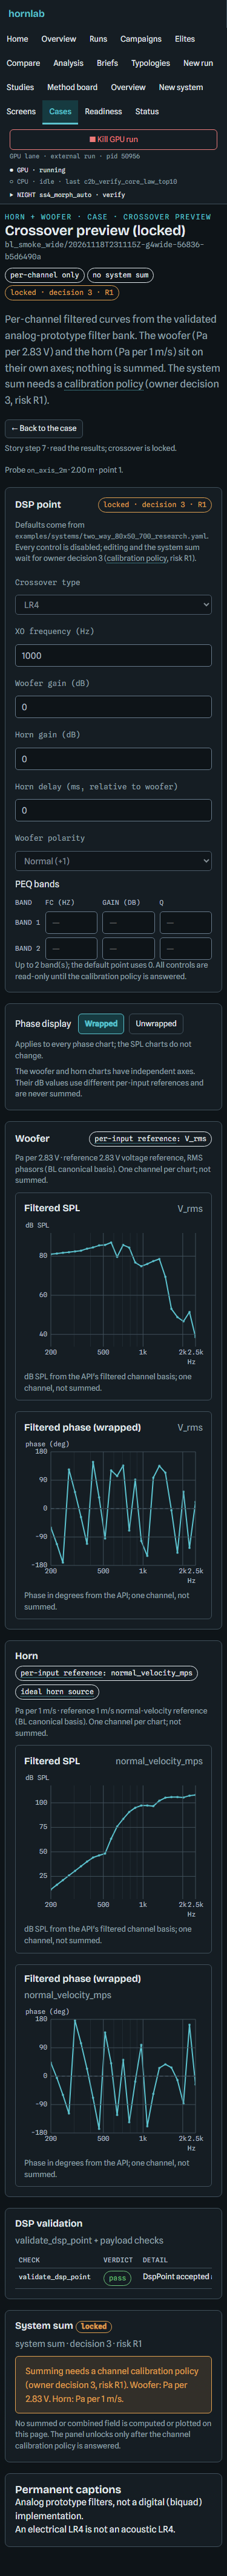 hornlab
Home Overview Runs Campaigns Elites
Compare Analysis Briefs Typologies New run
Studies Method board Overview New system
Screens Cases Readiness Status
Kill GPU run
GPU lane · external run · pid 50956
GPU · running
CPU · idle · last c2b_verify_core_law_top10
NIGHT ss4_morph_auto · verify
HORN + WOOFER · CASE · CROSSOVER PREVIEW
Crossover preview (locked)
bl_smoke_wide/20261118T231115Z-g4wide-56836-
b5d6490a
per-channel only no system sum
locked · decision 3 · R1
Per-channel filtered curves from the validated
analog-prototype filter bank. The woofer (Pa
per 2.83 V) and the horn (Pa per 1 m/s) sit on
their own axes; nothing is summed. The system
sum needs a calibration policy (owner decision
3, risk R1).
← Back to the case
Story step 7 · read the results; crossover is locked.
Probe on_axis_2m · 2.00 m · point 1.
DSP point locked · decision 3 · R1
Defaults come from
examples/systems/two_way_80x50_700_research.yaml.
Every control is disabled; editing and the system sum
wait for owner decision 3 (calibration policy, risk R1).
Crossover type
LR4
XO frequency (Hz)
1000
Woofer gain (dB)
0
Horn gain (dB)
0
Horn delay (ms, relative to woofer)
0
Woofer polarity
Normal (+1)
PEQ bands
BAND FC (HZ) GAIN (DB) Q
BAND 1 — — —
BAND 2 — — —
Up to 2 band(s); the default point uses 0. All controls are
read-only until the calibration policy is answered.
Phase display Wrapped Unwrapped
Applies to every phase chart; the SPL charts do not
change.
The woofer and horn charts have independent axes.
Their dB values use different per-input references and
are never summed.
Woofer per-input reference: V_rms
Pa per 2.83 V · reference 2.83 V voltage reference, RMS
phasors (BL canonical basis). One channel per chart; not
summed.
Filtered SPL V_rms
dB SPL
80
60
40
200 500 1k 2k 2.5k
Hz
dB SPL from the API's filtered channel basis; one
channel, not summed.
Filtered phase (wrapped) V_rms
phase (deg)
180
90
0
-90
-180
200 500 1k 2k 2.5k
Hz
Phase in degrees from the API; one channel, not
summed.
Horn
per-input reference: normal_velocity_mps
ideal horn source
Pa per 1 m/s · reference 1 m/s normal-velocity reference
(BL canonical basis). One channel per chart; not
summed.
Filtered SPL normal_velocity_mps
dB SPL
100
75
50
25
200 500 1k 2k 2.5k
Hz
dB SPL from the API's filtered channel basis; one
channel, not summed.
Filtered phase (wrapped)
normal_velocity_mps
phase (deg)
180
90
0
-90
-180
200 500 1k 2k 2.5k
Hz
Phase in degrees from the API; one channel, not
summed.
DSP validation
validate_dsp_point + payload checks
CHECK VERDICT DETAIL
validate_dsp_point pass DspPoint accepted
System sum locked
system sum · decision 3 · risk R1
Summing needs a channel calibration policy
(owner decision 3, risk R1). Woofer: Pa per
2.83 V. Horn: Pa per 1 m/s.
No summed or combined field is computed or plotted on
this page. The panel unlocks only after the channel
calibration policy is answered.
Permanent captions
Analog prototype filters, not a digital (biquad)
implementation.
An electrical LR4 is not an acoustic LR4.